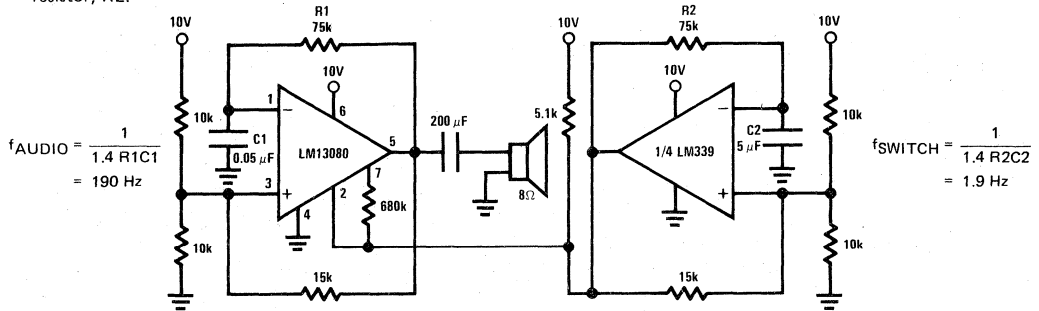 resistor, R2.
10V
R1
75k
10V
10k
1
6
C1
0.05 μF
LM13080
5
3
7
2
4
680k
10k
15k
200 μF
8Ω
fAUDIO = 1 / 1.4 R1C1
= 190 Hz
10V
5.1k
R2
75k
10V
10V
10k
C2
5 μF
1/4 LM339
10k
15k
fSWITCH = 1 / 1.4 R2C2
= 1.9 Hz